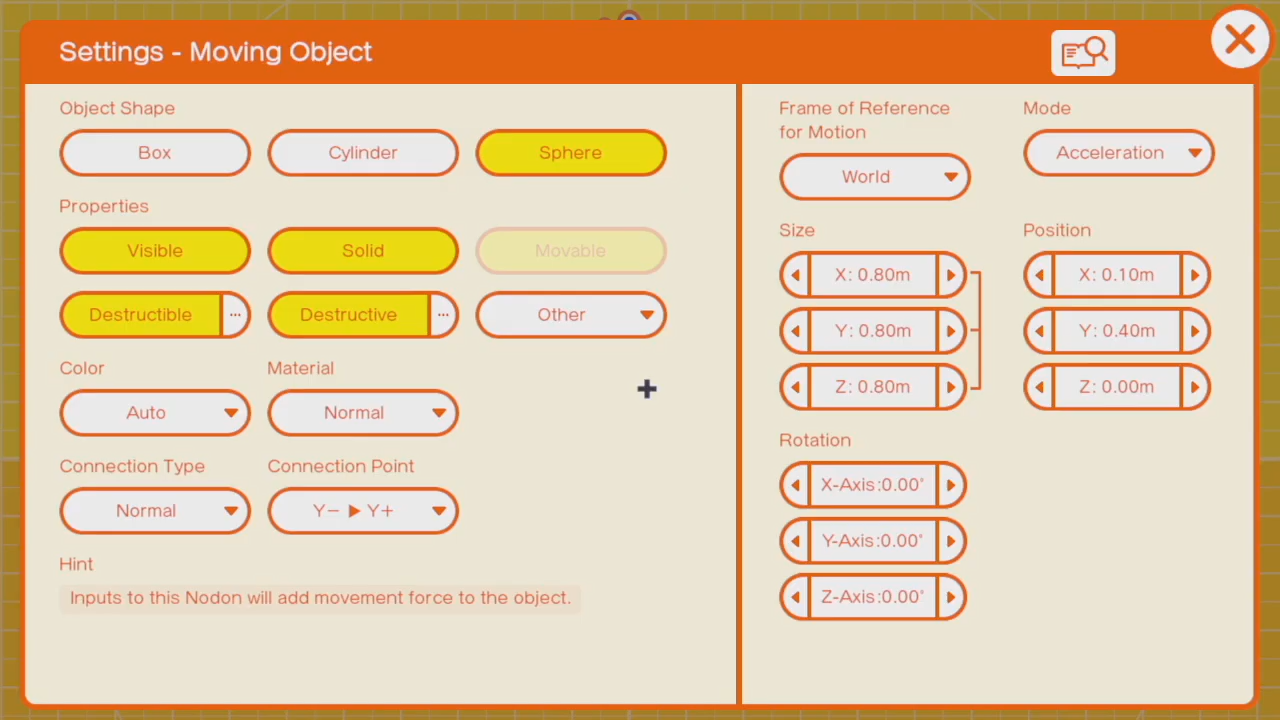 Settings - Moving Object
Object Shape
Box
Cylinder
Sphere
Properties
Visible
Solid
Movable
Destructible
...
Destructive
...
Other
Color
Material
Auto
Normal
Connection Type
Connection Point
Normal
Y− ▶ Y+
Hint
Inputs to this Nodon will add movement force to the object.
Frame of Reference
for Motion
World
Mode
Acceleration
Size
X: 0.80m
Y: 0.80m
Z: 0.80m
Position
X: 0.10m
Y: 0.40m
Z: 0.00m
Rotation
X-Axis:0.00°
Y-Axis:0.00°
Z-Axis:0.00°